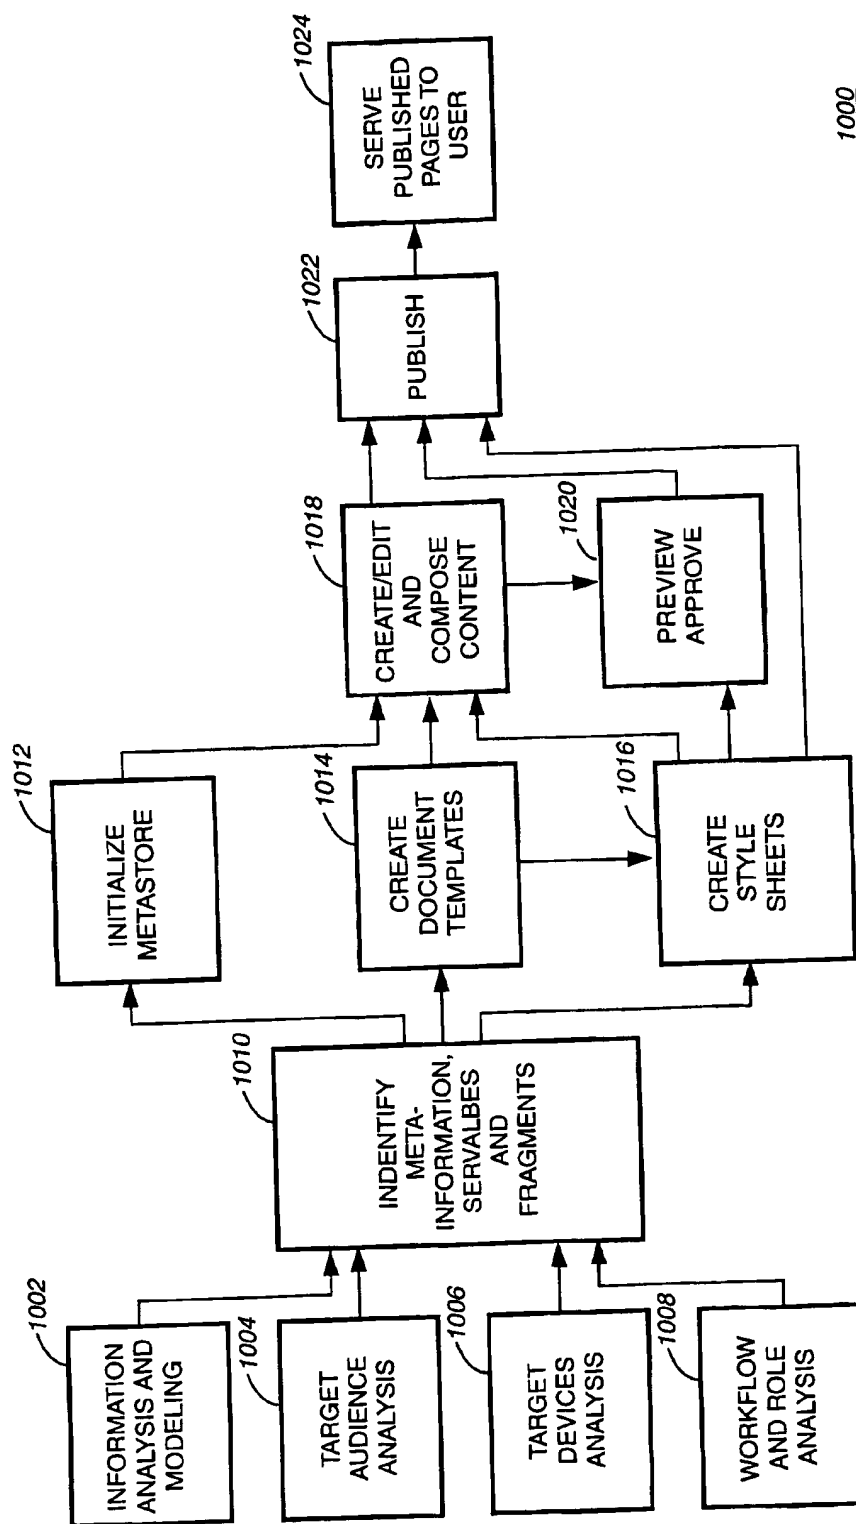 1002
INFORMATION
ANALYSIS AND
MODELING
1004
TARGET
AUDIENCE
ANALYSIS
1006
TARGET
DEVICES
ANALYSIS
1008
WORKFLOW
AND ROLE
ANALYSIS
1010
INDENTIFY
META-
INFORMATION,
SERVALBES
AND
FRAGMENTS
1012
INITIALIZE
METASTORE
1014
CREATE
DOCUMENT
TEMPLATES
1016
CREATE
STYLE
SHEETS
1018
CREATE/EDIT
AND
COMPOSE
CONTENT
1020
PREVIEW
APPROVE
1022
PUBLISH
1024
SERVE
PUBLISHED
PAGES TO
USER
1000